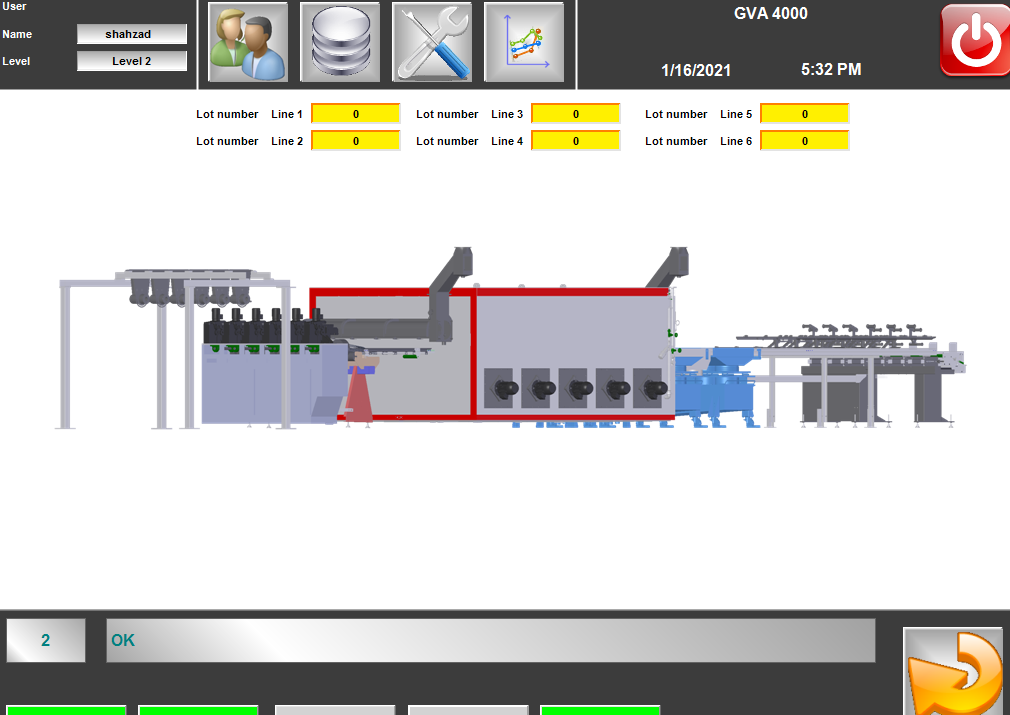 User
Name shahzad
Level Level 2
GVA 4000
1/16/2021 5:32 PM
Lot number Line 1 0 Lot number Line 3 0 Lot number Line 5 0
Lot number Line 2 0 Lot number Line 4 0 Lot number Line 6 0
2 OK